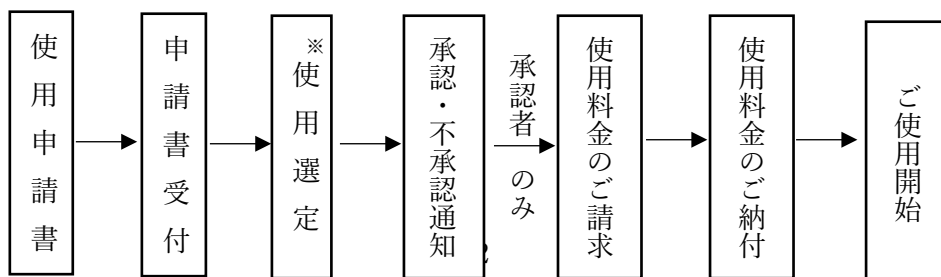 使用申請書
申請書受付
※使用選定
承認・不承認通知
承認者のみ
使用料金のご請求
使用料金のご納付
ご使用開始